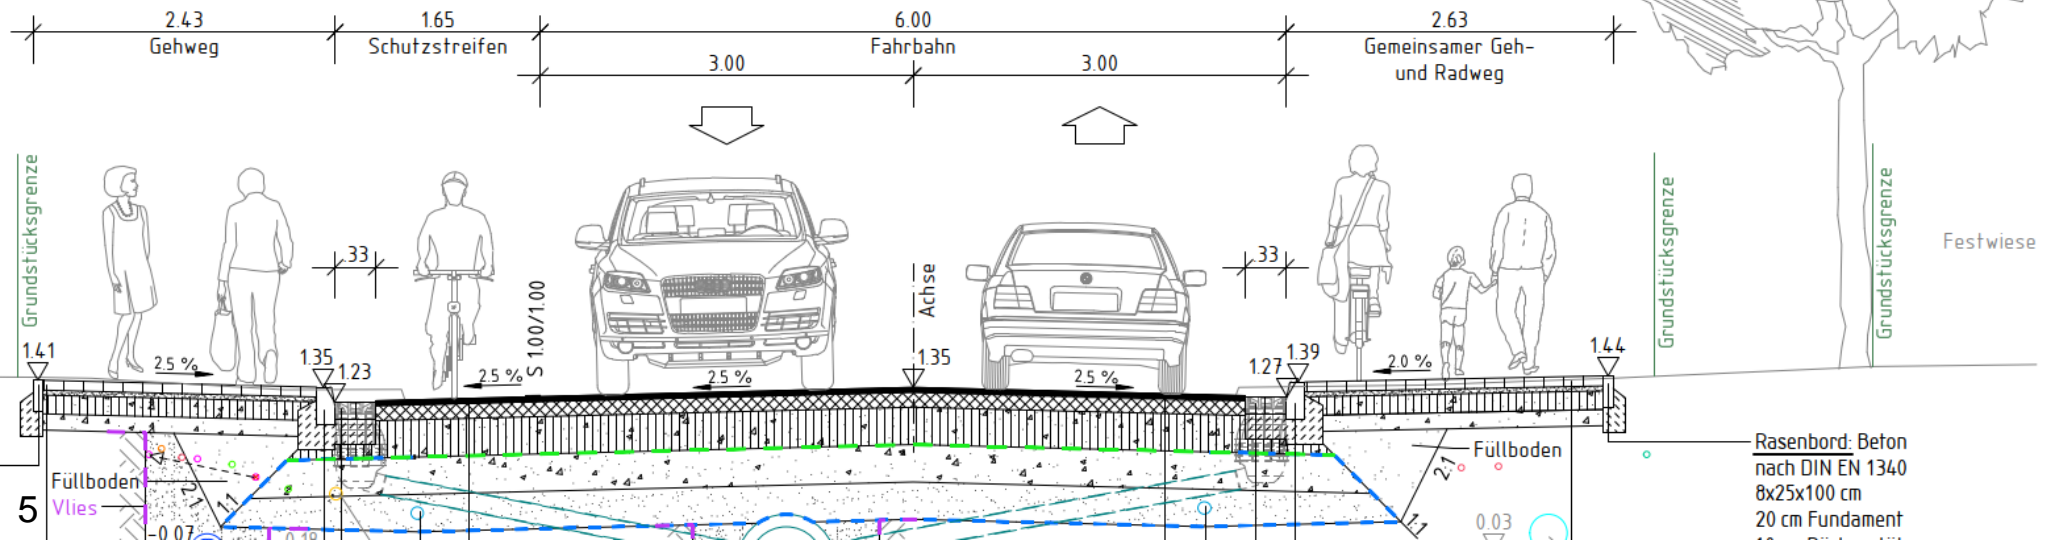 2.43
1.65
6.00
2.63
Gehweg
Schutzstreifen
Fahrbahn
Gemeinsamer Geh-
und Radweg
3.00
3.00
Grundstücksgrenze
.33
S 1.00/1.00
Achse
.33
Grundstücksgrenze
Grundstücksgrenze
Festwiese
1.41
2.5 %
1.35
1.23
2.5 %
2.5 %
1.35
2.5 %
1.27
1.39
2.0 %
1.44
Füllboden
Vlies
5
2:1
1:1
-0.07
Füllboden
2:1
1:1
0.03
Rasenbord: Beton
nach DIN EN 1340
8x25x100 cm
20 cm Fundament